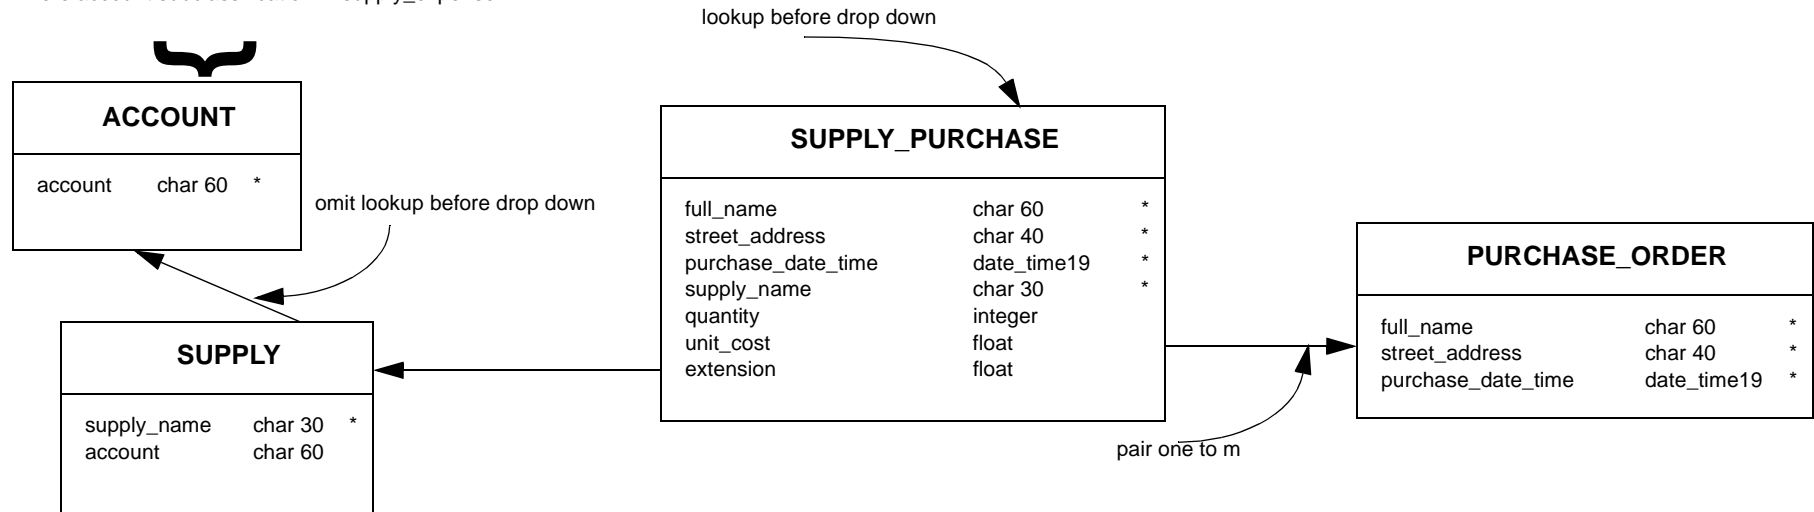 lookup before drop down
ACCOUNT
account char 60 *
omit lookup before drop down
SUPPLY
supply_name char 30 *
account char 60
SUPPLY_PURCHASE
full_name char 60 *
street_address char 40 *
purchase_date_time date_time19 *
supply_name char 30 *
quantity integer
unit_cost float
extension float
pair one to m
PURCHASE_ORDER
full_name char 60 *
street_address char 40 *
purchase_date_time date_time19 *